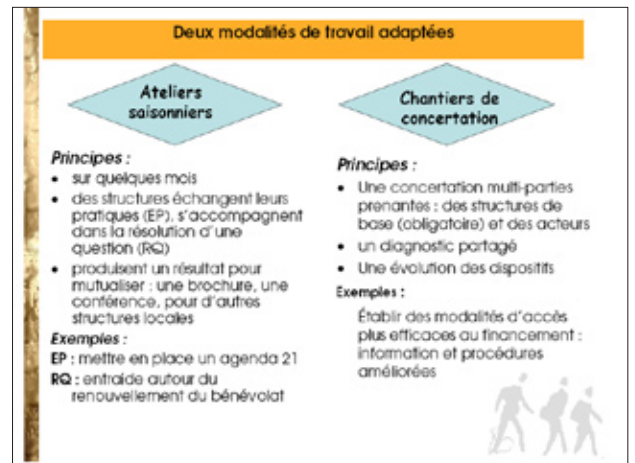 Deux modalités de travail adaptées
Ateliers
saisonniers
Principes :
• sur quelques mois
• des structures échangent leurs
pratiques (EP), s'accompagnent
dans la résolution d'une
question (RQ)
• produisent un résultat pour
mutualiser : une brochure, une
conférence, pour d'autres
structures locales
Exemples :
EP : mettre en place un agenda 21
RQ : entraide autour du
renouvellement du bénévolat
Chantiers de
concertation
Principes :
• Une concertation multi-parties
prenantes : des structures de
base (obligatoire) et des acteurs
• un diagnostic partagé
• Une évolution des dispositifs
Exemples :
Établir des modalités d'accès
plus efficaces au financement :
information et procédures
améliorées